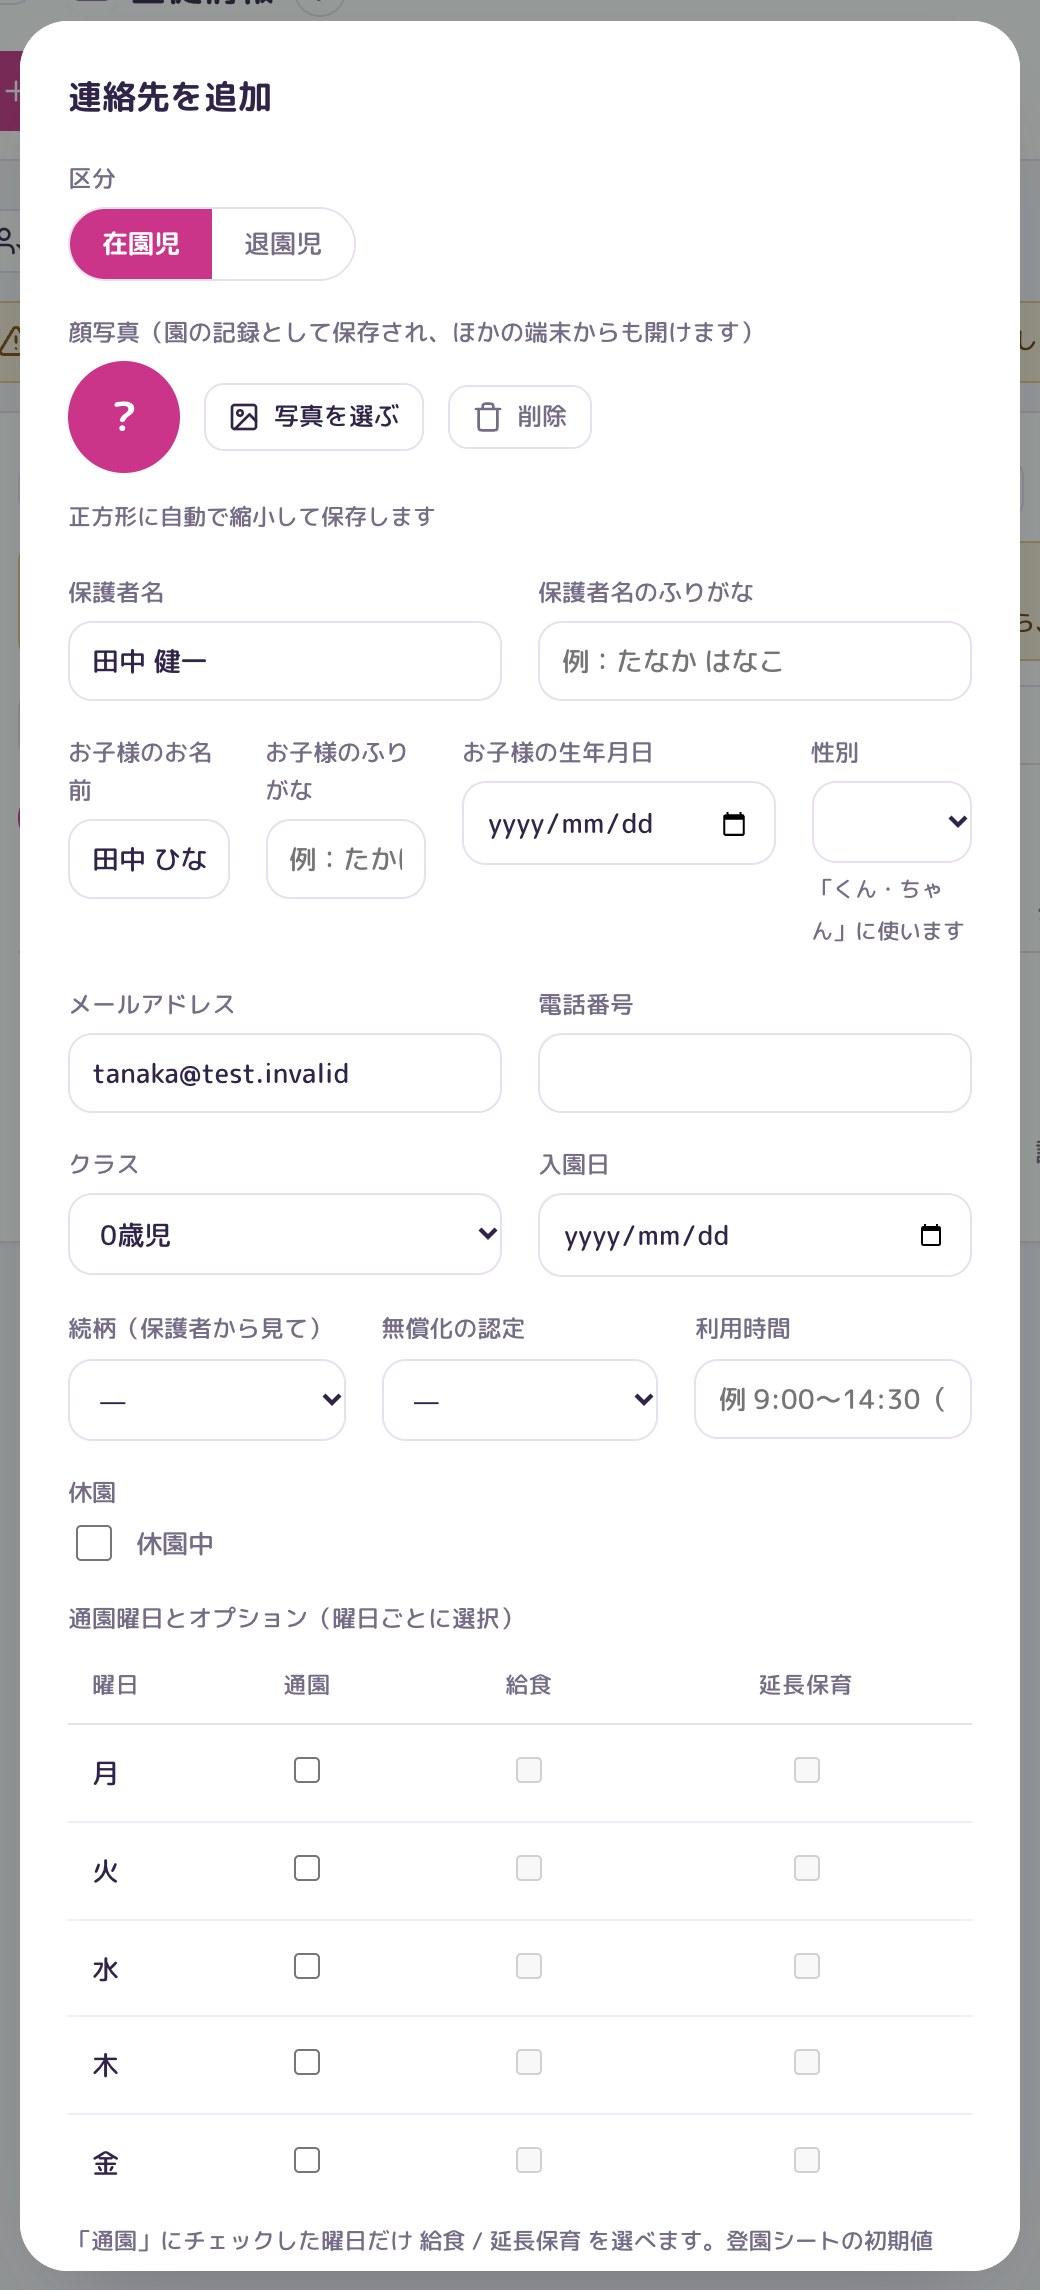 連絡先を追加
区分
在園児 退園児
顔写真（園の記録として保存され、ほかの端末からも開けます）
?
写真を選ぶ 削除
正方形に自動で縮小して保存します
保護者名 保護者名のふりがな
田中 健一 例：たなか はなこ
お子様のお名前 お子様のふりがな お子様の生年月日 性別
田中 ひな 例：たか yyyy/mm/dd
「くん・ちゃん」に使います
メールアドレス 電話番号
tanaka@test.invalid
クラス 入園日
0歳児 yyyy/mm/dd
続柄（保護者から見て） 無償化の認定 利用時間
— — 例 9:00〜14:30（
休園
休園中
通園曜日とオプション（曜日ごとに選択）
曜日 通園 給食 延長保育
月
火
水
木
金
「通園」にチェックした曜日だけ 給食 / 延長保育 を選べます。登園シートの初期値